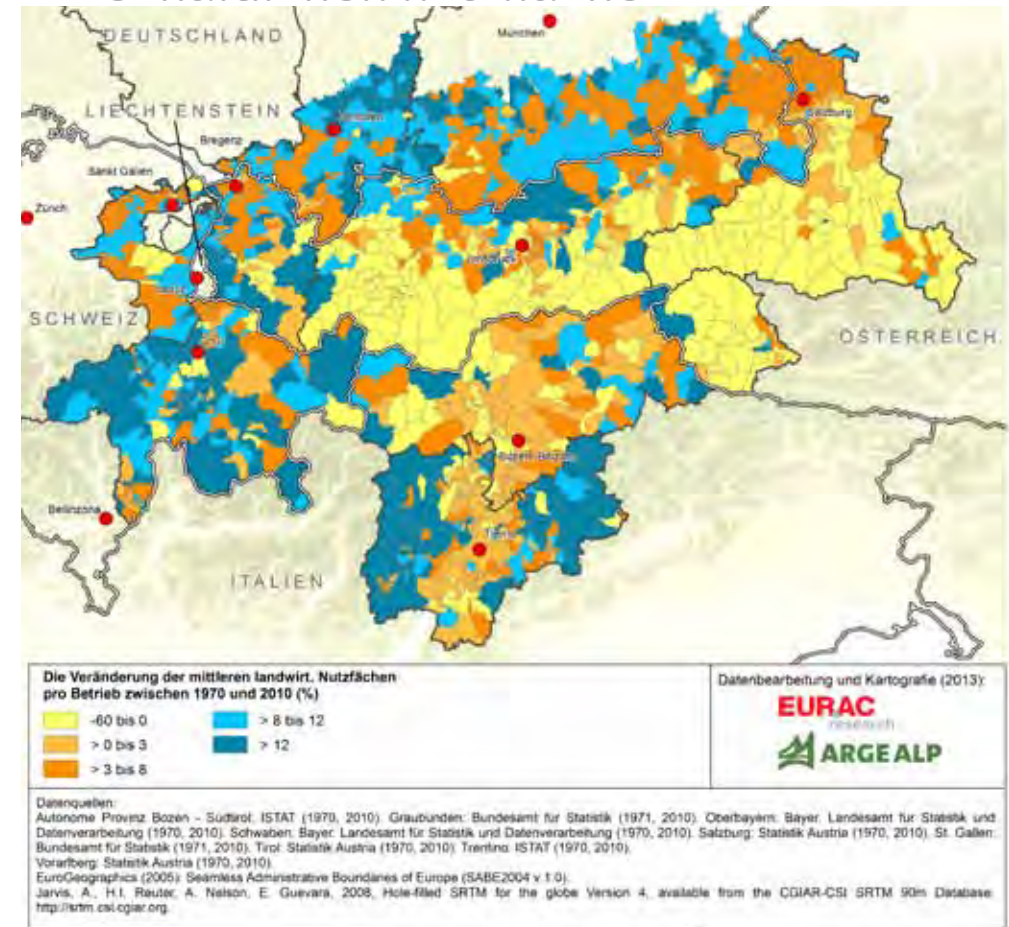 DEUTSCHLAND
München
LIECHTENSTEIN
Kempten
Salzburg
Bregenz
Sankt Gallen
Zürich
Innsbruck
SCHWEIZ
ÖSTERREICH
Bozen-Bolzano
Bellinzona
Trento
ITALIEN
Die Veränderung der mittleren landwirt. Nutzfächen
pro Betrieb zwischen 1970 und 2010 (%)
-60 bis 0
> 0 bis 3
> 3 bis 8
> 8 bis 12
> 12
Datenbearbeitung und Kartografie (2013):
EURAC
research
ARGE ALP
Datenquellen:
Autonome Provinz Bozen - Südtirol: ISTAT (1970, 2010). Graubünden: Bundesamt für Statistik (1971, 2010). Oberbayern: Bayer. Landesamt für Statistik und
Datenverarbeitung (1970, 2010). Schwaben: Bayer. Landesamt für Statistik und Datenverarbeitung (1970, 2010). Salzburg: Statistik Austria (1970, 2010). St. Gallen:
Bundesamt für Statistik (1971, 2010). Tirol: Statistik Austria (1970, 2010). Trentino: ISTAT (1970, 2010).
Vorarlberg: Statistik Austria (1970, 2010).
EuroGeographics (2005): Seamless Administrative Boundaries of Europe (SABE2004 v.1.0).
Jarvis, A., H.I. Reuter, A. Nelson, E. Guevara, 2008, Hole-filled SRTM for the globe Version 4, available from the CGIAR-CSI SRTM 90m Database:
http://srtm.csi.cgiar.org.